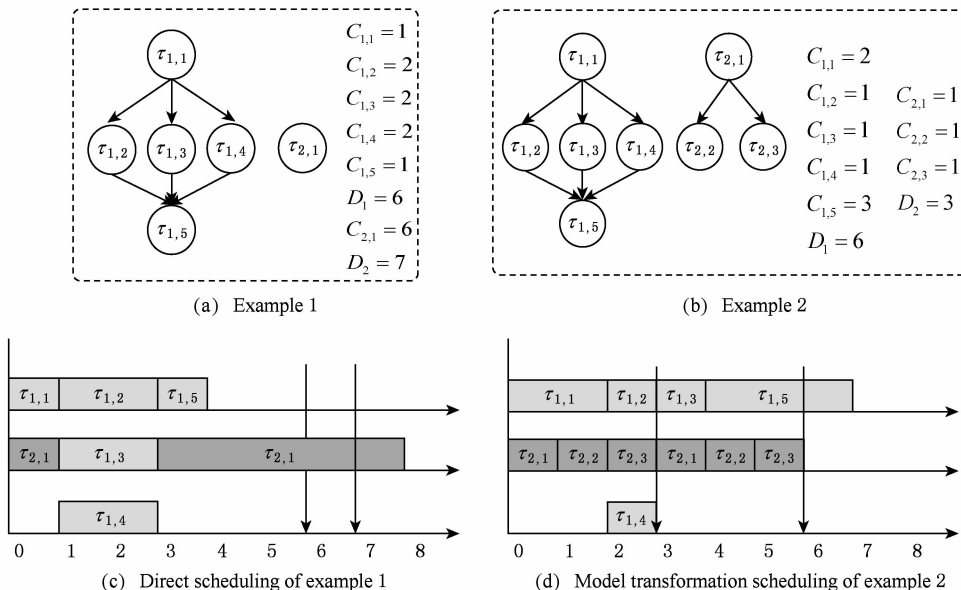 τ1,1
τ1,2 τ1,3 τ1,4 τ2,1
τ1,5
C1,1 = 1
C1,2 = 2
C1,3 = 2
C1,4 = 2
C1,5 = 1
D1 = 6
C2,1 = 6
D2 = 7
(a) Example 1
τ1,1 τ2,1
τ1,2 τ1,3 τ1,4 τ2,2 τ2,3
τ1,5
C1,1 = 2
C1,2 = 1
C1,3 = 1
C1,4 = 1
C1,5 = 3
D1 = 6
C2,1 = 1
C2,2 = 1
C2,3 = 1
D2 = 3
(b) Example 2
τ1,1 τ1,2 τ1,5
τ2,1 τ1,3 τ2,1
τ1,4
0 1 2 3 4 5 6 7 8
(c) Direct scheduling of example 1
τ1,1 τ1,2 τ1,3 τ1,5
τ2,1 τ2,2 τ2,3 τ2,1 τ2,2 τ2,3
τ1,4
0 1 2 3 4 5 6 7 8
(d) Model transformation scheduling of example 2